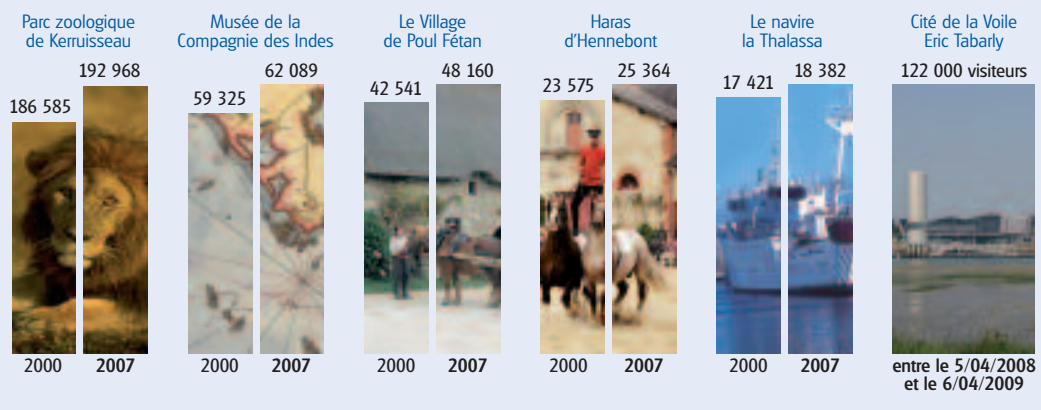 Parc zoologique
de Kerruisseau
186 585
192 968
2000
2007
Musée de la
Compagnie des Indes
59 325
62 089
2000
2007
Le Village
de Poul Fétan
42 541
48 160
2000
2007
Haras
d'Hennebont
23 575
25 364
2000
2007
Le navire
la Thalassa
17 421
18 382
2000
2007
Cité de la Voile
Eric Tabarly
122 000 visiteurs
entre le 5/04/2008
et le 6/04/2009